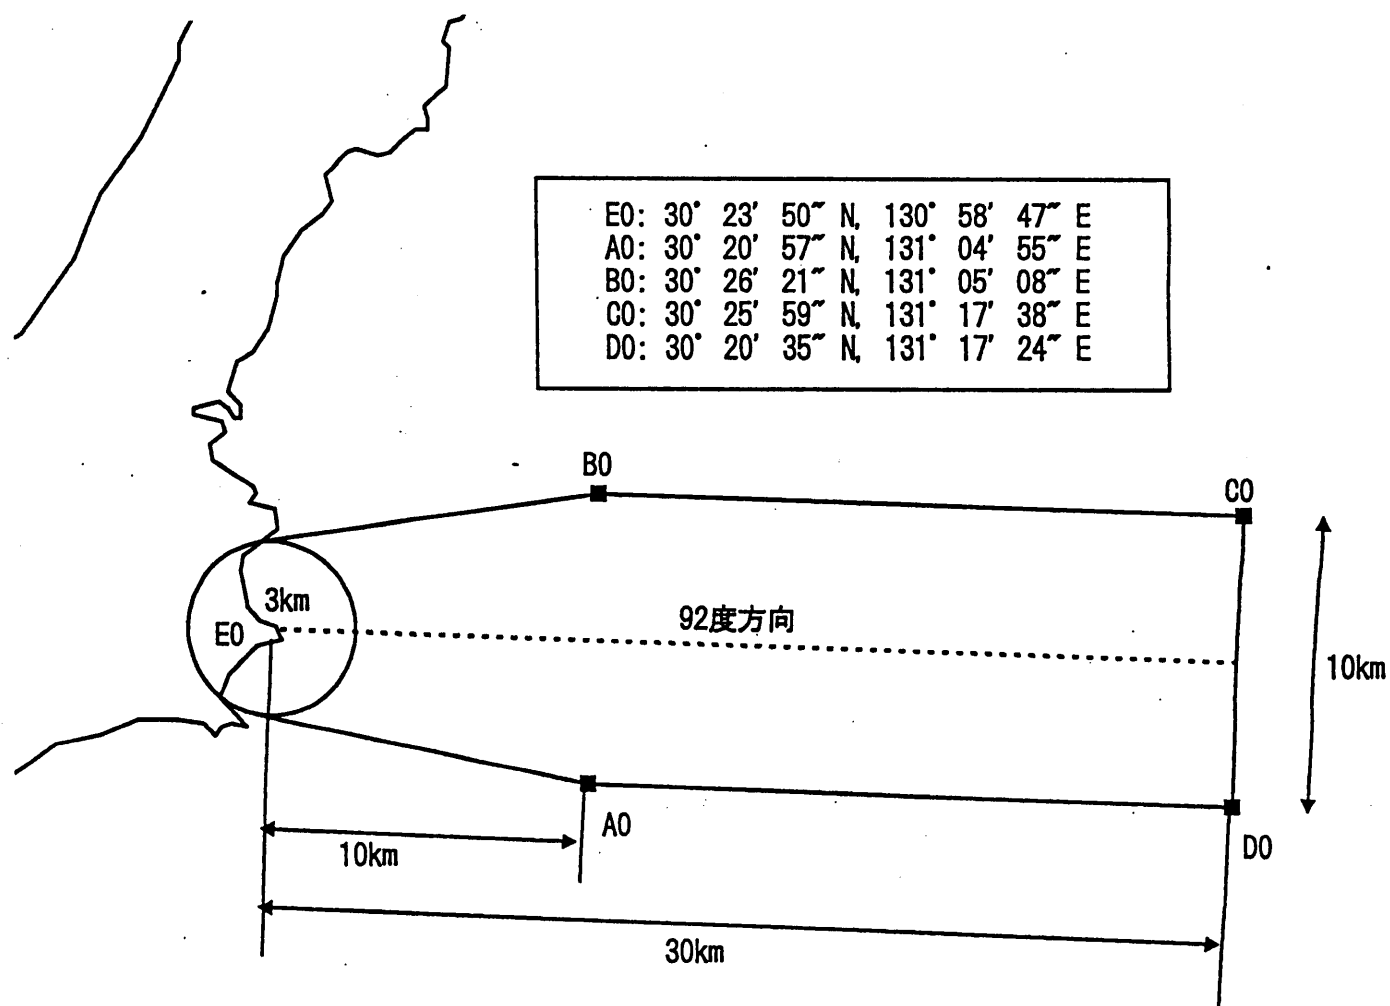 E0: 30° 23′ 50″ N, 130° 58′ 47″ E
A0: 30° 20′ 57″ N, 131° 04′ 55″ E
B0: 30° 26′ 21″ N, 131° 05′ 08″ E
C0: 30° 25′ 59″ N, 131° 17′ 38″ E
D0: 30° 20′ 35″ N, 131° 17′ 24″ E
B0
C0
3km
92度方向
E0
10km
A0
10km
D0
30km